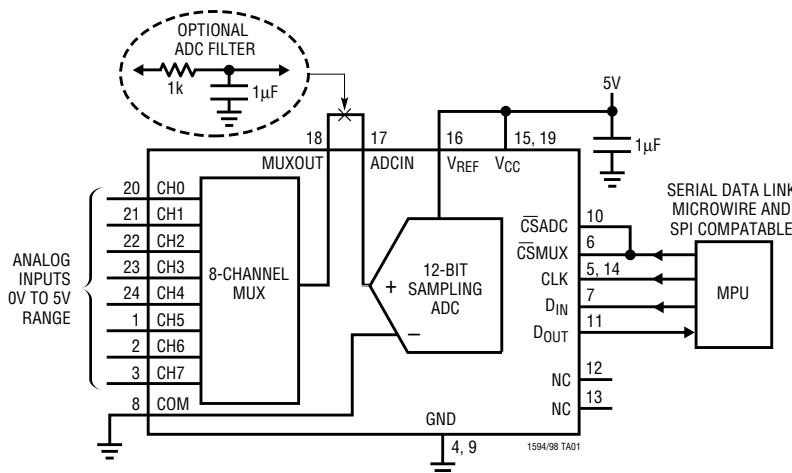 OPTIONAL
ADC FILTER
1k
1µF
18
17
16
15, 19
5V
1µF
MUXOUT
ADCIN
VREF
VCC
20 CH0
21 CH1
22 CH2
23 CH3
24 CH4
1 CH5
2 CH6
3 CH7
8 COM
ANALOG
INPUTS
0V TO 5V
RANGE
8-CHANNEL
MUX
+
12-BIT
SAMPLING
ADC
–
CSADC
10
CSMUX
6
CLK
5, 14
DIN
7
DOUT
11
NC
12
NC
13
SERIAL DATA LINK
MICROWIRE AND
SPI COMPATABLE
MPU
GND
4, 9
1594/98 TA01